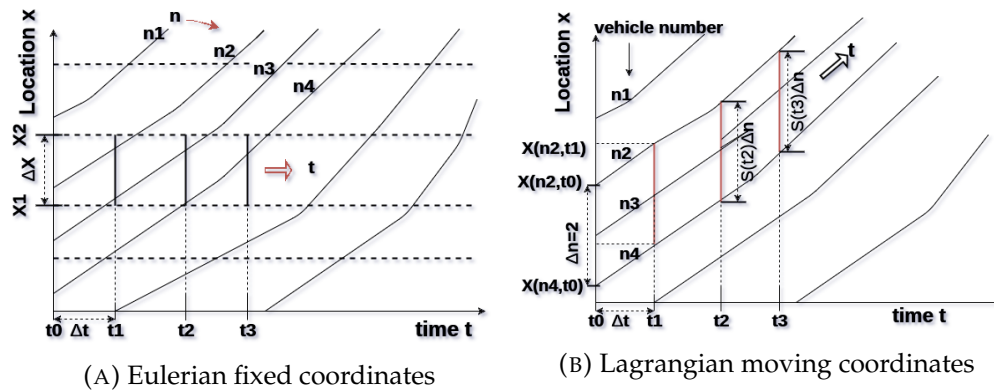 Location x
n
n1
n2
n3
n4
X2
ΔX
X1
t
t0 Δt t1 t2 t3 time t
(A) Eulerian fixed coordinates
Location x
vehicle number
t
n1
S(t3)Δn
S(t2)Δn
X(n2,t1)
n2
X(n2,t0)
n3
Δn=2
n4
X(n4,t0)
t0 Δt t1 t2 t3 time t
(B) Lagrangian moving coordinates